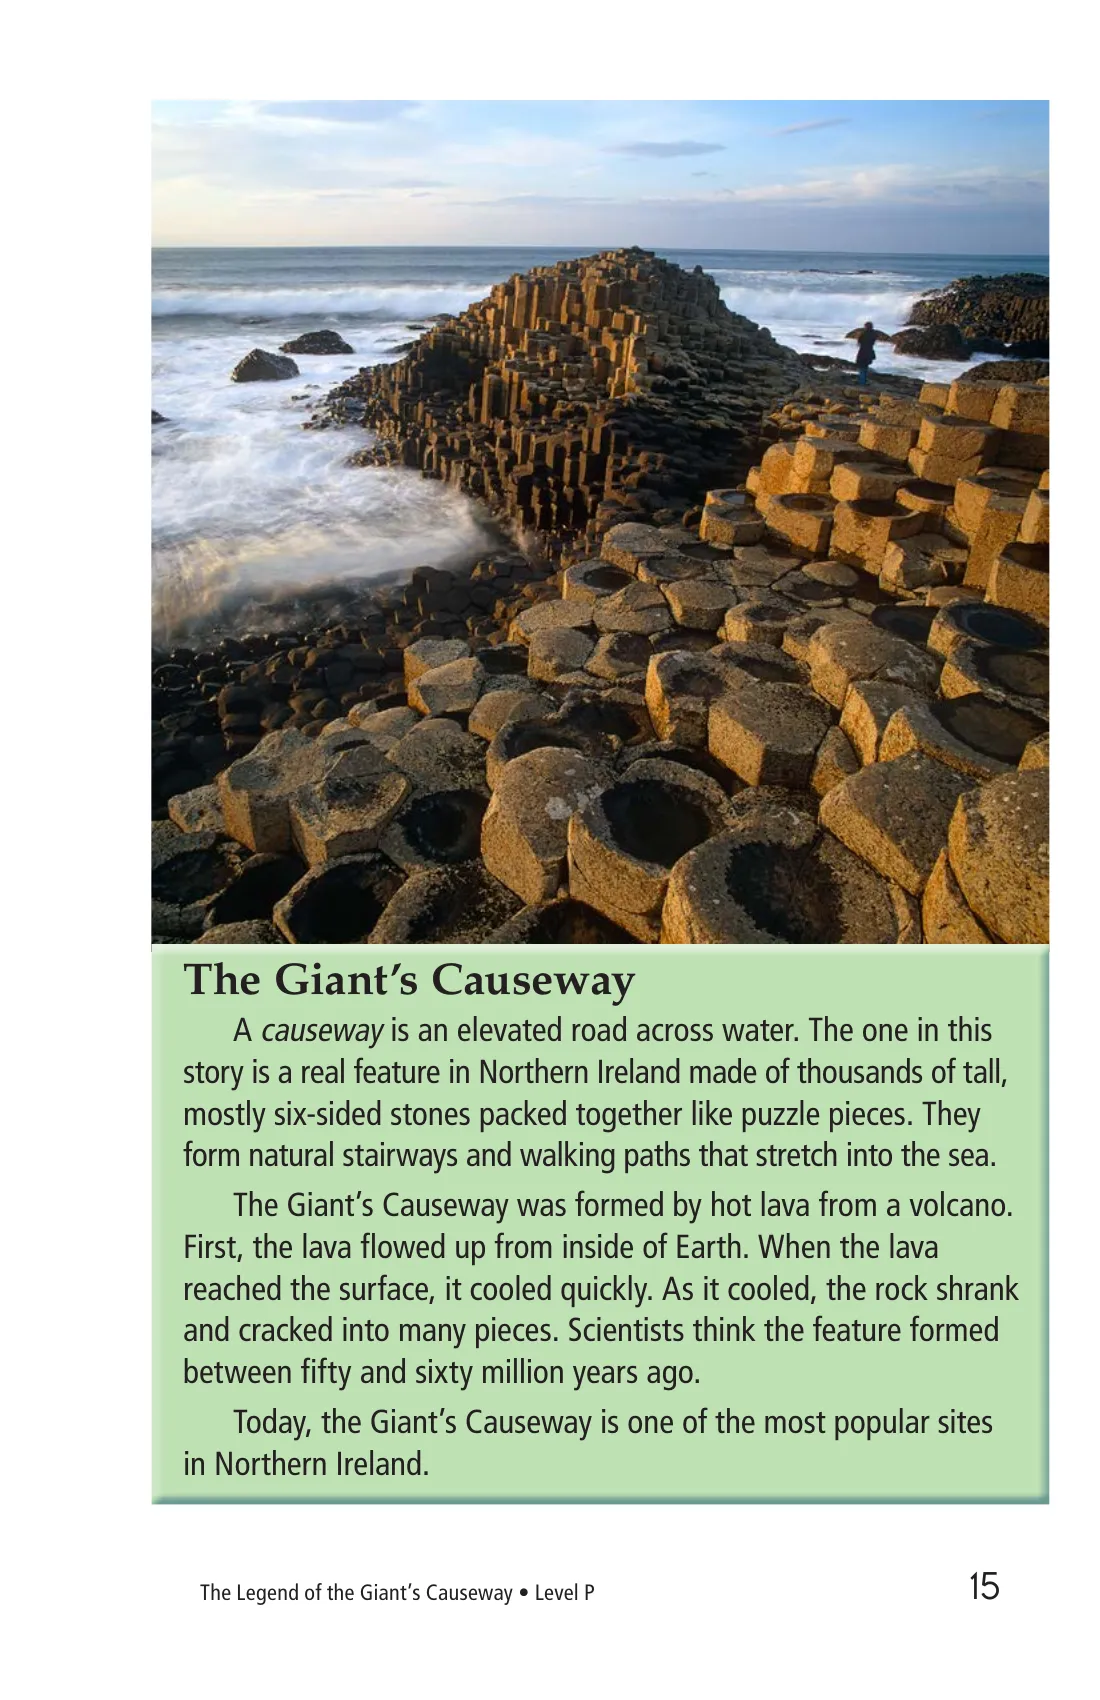 The Giant’s Causeway
A causeway is an elevated road across water. The one in this
story is a real feature in Northern Ireland made of thousands of tall,
mostly six-sided stones packed together like puzzle pieces. They
form natural stairways and walking paths that stretch into the sea.
The Giant’s Causeway was formed by hot lava from a volcano.
First, the lava flowed up from inside of Earth. When the lava
reached the surface, it cooled quickly. As it cooled, the rock shrank
and cracked into many pieces. Scientists think the feature formed
between fifty and sixty million years ago.
Today, the Giant’s Causeway is one of the most popular sites
in Northern Ireland.
The Legend of the Giant’s Causeway • Level P
15